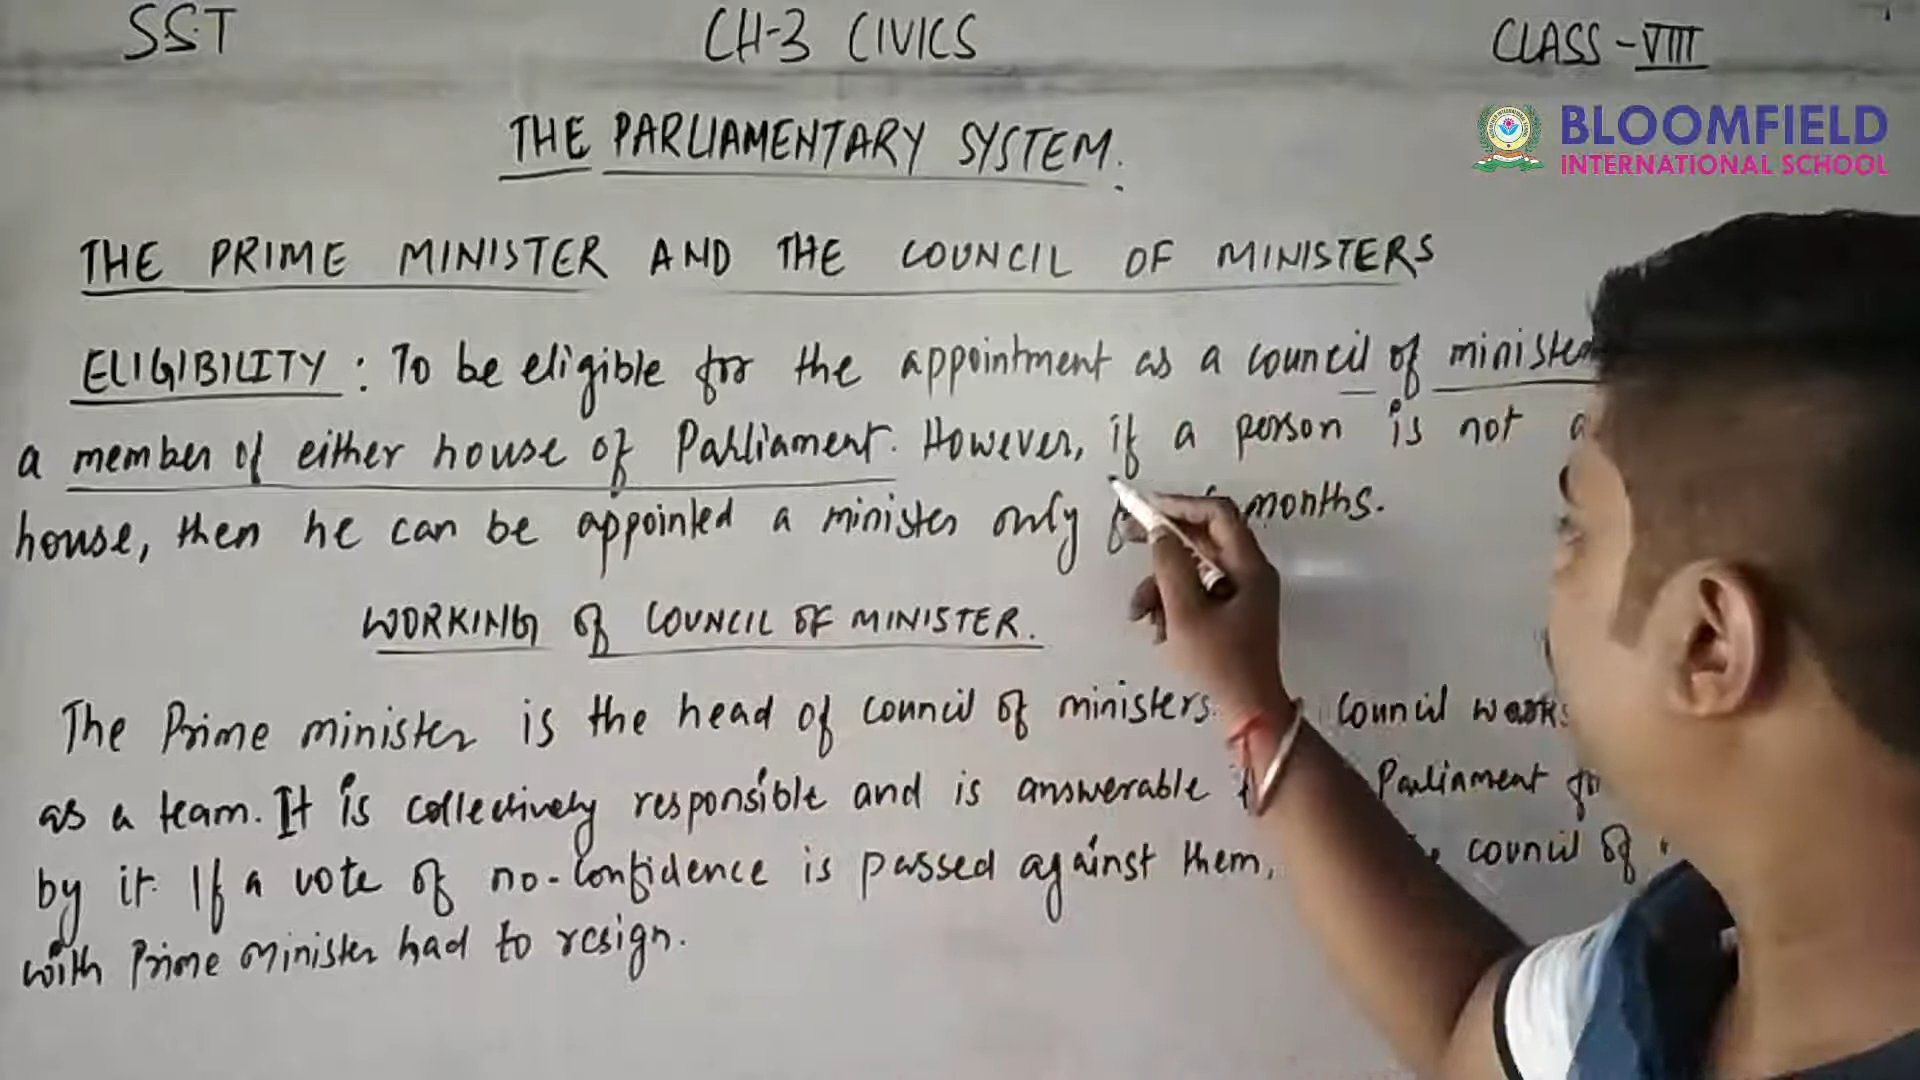 SST CH-3 CIVICS CLASS-VIII
BLOOMFIELD
INTERNATIONAL SCHOOL
THE PARLIAMENTARY SYSTEM.
THE PRIME MINISTER AND THE COUNCIL OF MINISTERS
ELIGIBILITY: To be eligible for the appointment as a council of
a member of either house of Parliament. However, if a person is not
house, then he can be appointed a minister only months.
WORKING of COUNCIL OF MINISTER.
The Prime minister is the head of council of ministers. council works
as a team. It is collectively responsible and is answerable Parliament for
by it. If a vote of no-confidence is passed against them, council of
with Prime Minister had to resign.